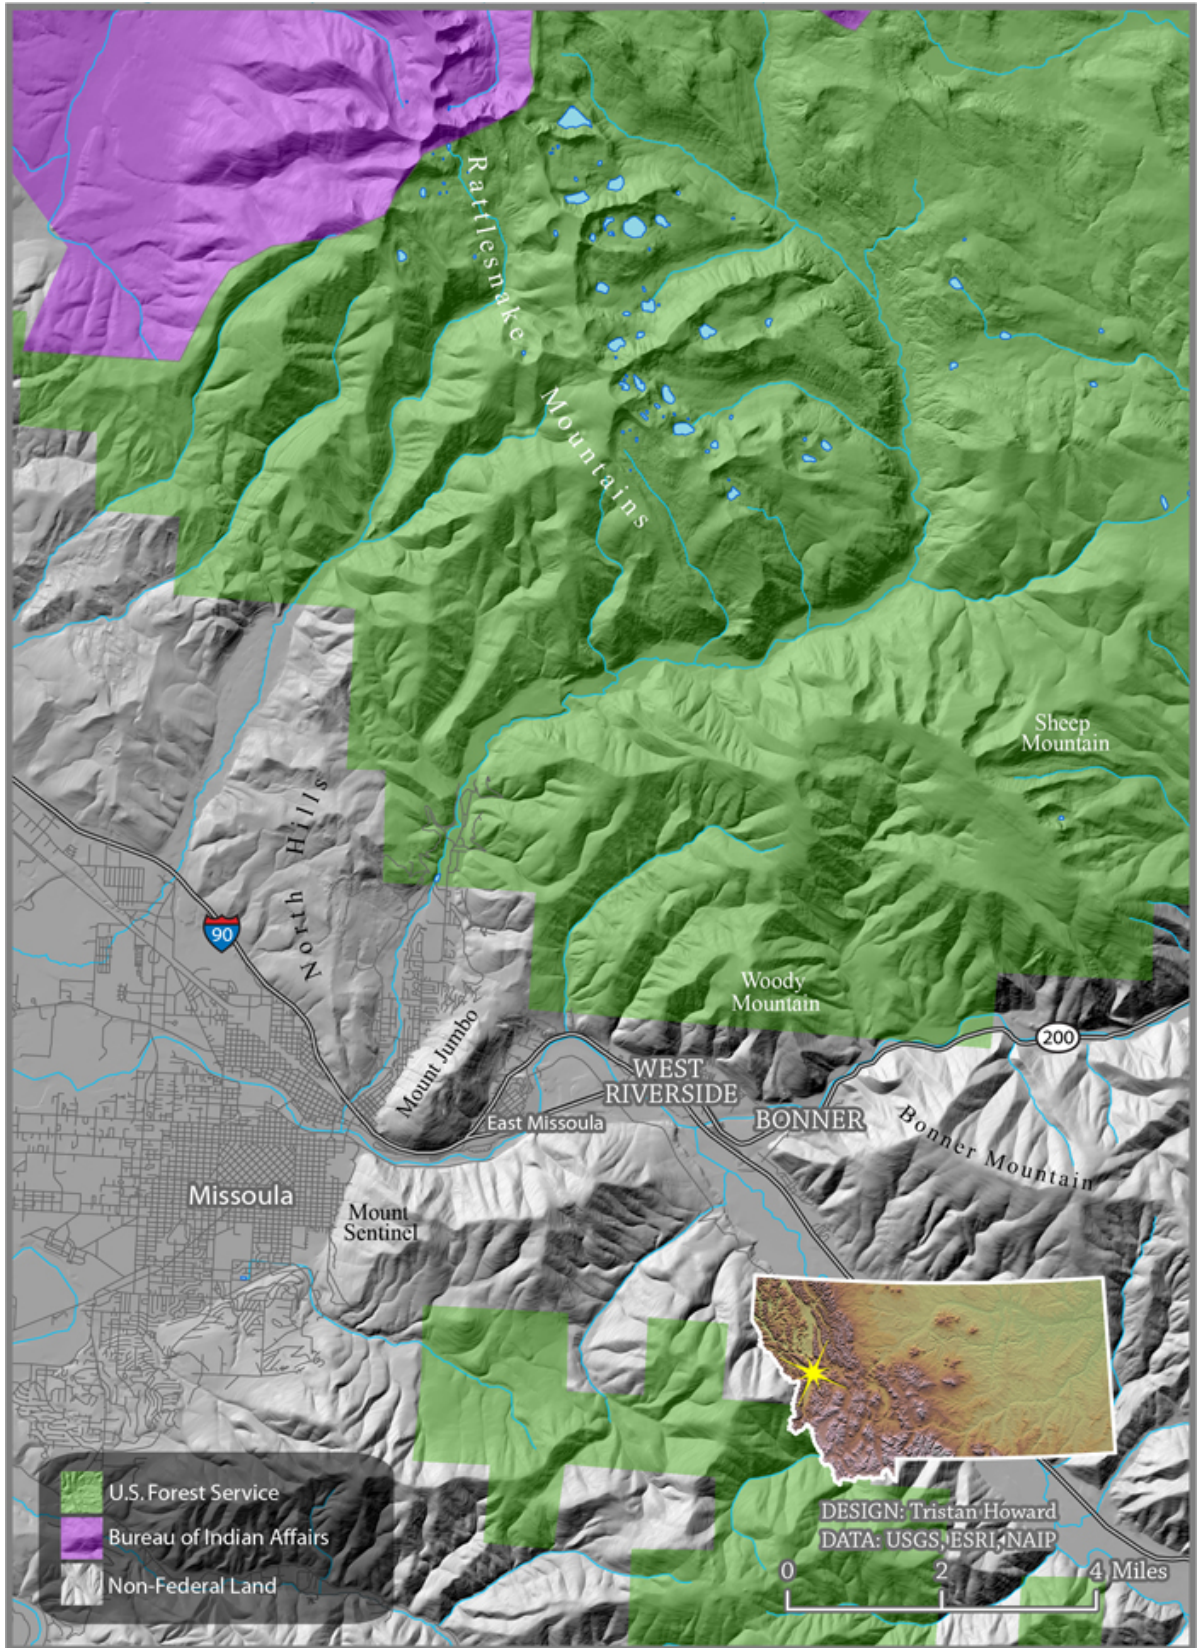 Rattlesnake
Mountains
Sheep
Mountain
North Hills
90
Woody
Mountain
200
Mount Jumbo
WEST
RIVERSIDE
East Missoula
BONNER
Bonner Mountain
Missoula
Mount
Sentinel
U.S. Forest Service
Bureau of Indian Affairs
Non-Federal Land
DESIGN: Tristan Howard
DATA: USGS, ESRI, NAIP
0 2 4 Miles